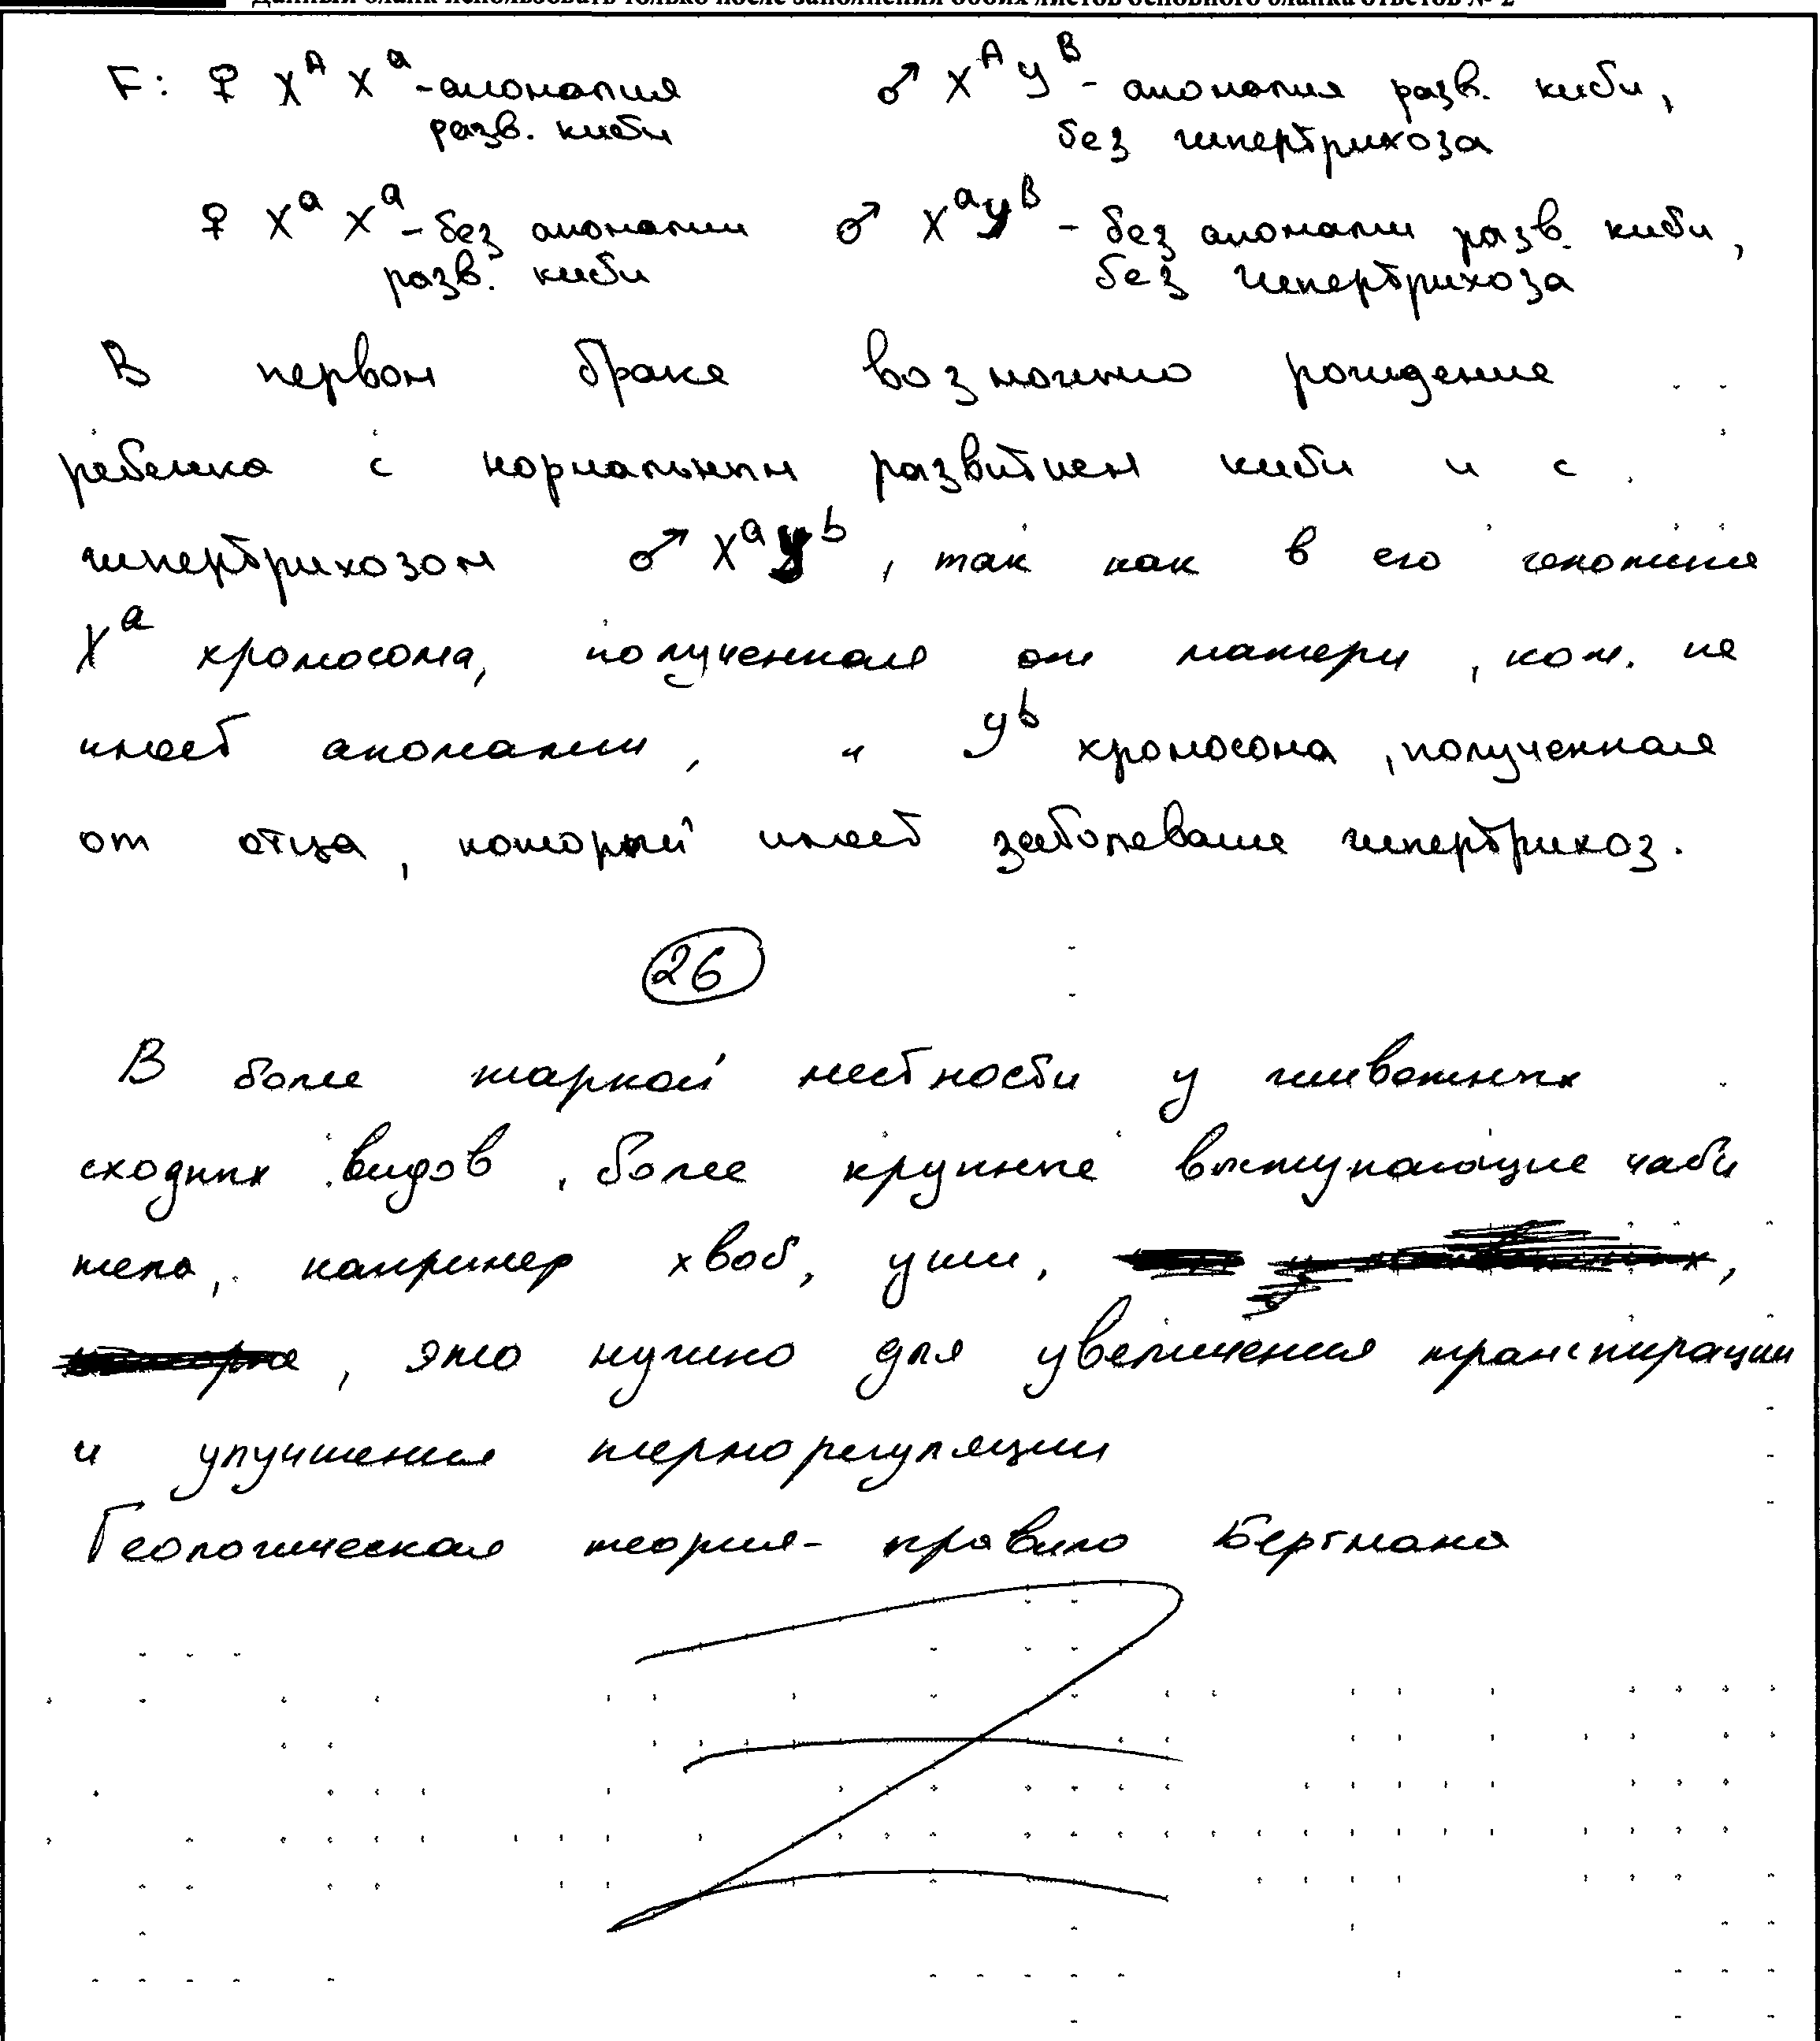 Данный бланк использовать только после заполнения обоих листов основного бланка ответов № 2
F: ♀ X^A X^a - аномалия ♂ X^A У^B - аномалия разв. кисти,
разв. кисти без гипертрихоза
♀ X^a X^a - без аномалии ♂ X^a У^B - без аномалии разв. кисти,
разв. кисти без гипертрихоза
В первом браке возможно рождение
ребенка с нормальным развитием кисти и с
гипертрихозом ♂ X^a У^b, так как в его генотипе
X^a хромосома, полученная от матери, кот. не
имеет аномалии, и У^b хромосома, полученная
от отца, который имеет заболевание гипертрихоз.
26
В более жаркой местности у животных
сходных видов, более крупные выступающие части
тела, например хвост, уши,
, это нужно для увеличения транспирации
и улучшения терморегуляции
Геологическая теория - правило Бергмана